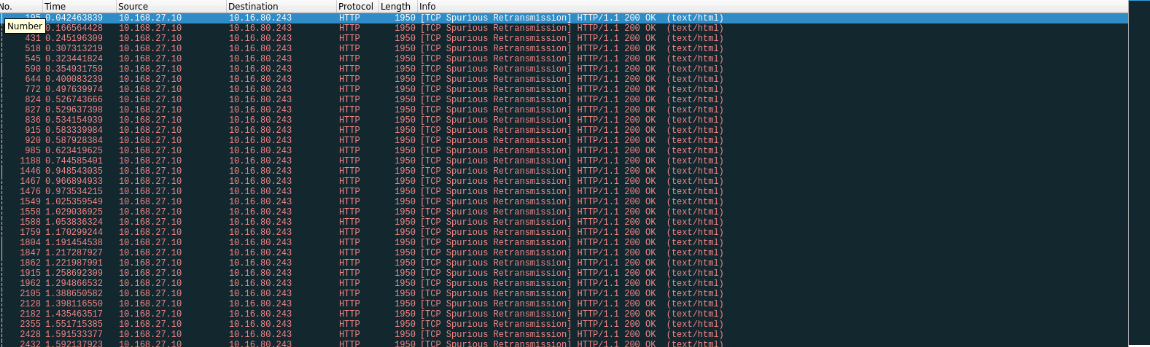 No. Time Source Destination Protocol Length Info
195 0.042463839 10.168.27.10 10.16.80.243 HTTP 1950 [TCP Spurious Retransmission] HTTP/1.1 200 OK (text/html)
Number 0.166564428 10.168.27.10 10.16.80.243 HTTP 1950 [TCP Spurious Retransmission] HTTP/1.1 200 OK (text/html)
431 0.245196309 10.168.27.10 10.16.80.243 HTTP 1950 [TCP Spurious Retransmission] HTTP/1.1 200 OK (text/html)
518 0.307313219 10.168.27.10 10.16.80.243 HTTP 1950 [TCP Spurious Retransmission] HTTP/1.1 200 OK (text/html)
545 0.323441824 10.168.27.10 10.16.80.243 HTTP 1950 [TCP Spurious Retransmission] HTTP/1.1 200 OK (text/html)
590 0.354931759 10.168.27.10 10.16.80.243 HTTP 1950 [TCP Spurious Retransmission] HTTP/1.1 200 OK (text/html)
644 0.400083239 10.168.27.10 10.16.80.243 HTTP 1950 [TCP Spurious Retransmission] HTTP/1.1 200 OK (text/html)
772 0.497639974 10.168.27.10 10.16.80.243 HTTP 1950 [TCP Spurious Retransmission] HTTP/1.1 200 OK (text/html)
824 0.526743666 10.168.27.10 10.16.80.243 HTTP 1950 [TCP Spurious Retransmission] HTTP/1.1 200 OK (text/html)
827 0.529637398 10.168.27.10 10.16.80.243 HTTP 1950 [TCP Spurious Retransmission] HTTP/1.1 200 OK (text/html)
836 0.534154939 10.168.27.10 10.16.80.243 HTTP 1950 [TCP Spurious Retransmission] HTTP/1.1 200 OK (text/html)
915 0.583339984 10.168.27.10 10.16.80.243 HTTP 1950 [TCP Spurious Retransmission] HTTP/1.1 200 OK (text/html)
920 0.587928384 10.168.27.10 10.16.80.243 HTTP 1950 [TCP Spurious Retransmission] HTTP/1.1 200 OK (text/html)
985 0.623419625 10.168.27.10 10.16.80.243 HTTP 1950 [TCP Spurious Retransmission] HTTP/1.1 200 OK (text/html)
1188 0.744585401 10.168.27.10 10.16.80.243 HTTP 1950 [TCP Spurious Retransmission] HTTP/1.1 200 OK (text/html)
1446 0.948543035 10.168.27.10 10.16.80.243 HTTP 1950 [TCP Spurious Retransmission] HTTP/1.1 200 OK (text/html)
1467 0.966894933 10.168.27.10 10.16.80.243 HTTP 1950 [TCP Spurious Retransmission] HTTP/1.1 200 OK (text/html)
1476 0.973534215 10.168.27.10 10.16.80.243 HTTP 1950 [TCP Spurious Retransmission] HTTP/1.1 200 OK (text/html)
1549 1.025359549 10.168.27.10 10.16.80.243 HTTP 1950 [TCP Spurious Retransmission] HTTP/1.1 200 OK (text/html)
1558 1.029036925 10.168.27.10 10.16.80.243 HTTP 1950 [TCP Spurious Retransmission] HTTP/1.1 200 OK (text/html)
1588 1.053836324 10.168.27.10 10.16.80.243 HTTP 1950 [TCP Spurious Retransmission] HTTP/1.1 200 OK (text/html)
1759 1.170299244 10.168.27.10 10.16.80.243 HTTP 1950 [TCP Spurious Retransmission] HTTP/1.1 200 OK (text/html)
1804 1.191454538 10.168.27.10 10.16.80.243 HTTP 1950 [TCP Spurious Retransmission] HTTP/1.1 200 OK (text/html)
1847 1.217287927 10.168.27.10 10.16.80.243 HTTP 1950 [TCP Spurious Retransmission] HTTP/1.1 200 OK (text/html)
1862 1.221987991 10.168.27.10 10.16.80.243 HTTP 1950 [TCP Spurious Retransmission] HTTP/1.1 200 OK (text/html)
1915 1.258692309 10.168.27.10 10.16.80.243 HTTP 1950 [TCP Spurious Retransmission] HTTP/1.1 200 OK (text/html)
1962 1.294866532 10.168.27.10 10.16.80.243 HTTP 1950 [TCP Spurious Retransmission] HTTP/1.1 200 OK (text/html)
2105 1.388650582 10.168.27.10 10.16.80.243 HTTP 1950 [TCP Spurious Retransmission] HTTP/1.1 200 OK (text/html)
2128 1.398116550 10.168.27.10 10.16.80.243 HTTP 1950 [TCP Spurious Retransmission] HTTP/1.1 200 OK (text/html)
2182 1.435463517 10.168.27.10 10.16.80.243 HTTP 1950 [TCP Spurious Retransmission] HTTP/1.1 200 OK (text/html)
2355 1.551715385 10.168.27.10 10.16.80.243 HTTP 1950 [TCP Spurious Retransmission] HTTP/1.1 200 OK (text/html)
2428 1.591533377 10.168.27.10 10.16.80.243 HTTP 1950 [TCP Spurious Retransmission] HTTP/1.1 200 OK (text/html)
2432 1.592137923 10.168.27.10 10.16.80.243 HTTP 1950 [TCP Spurious Retransmission] HTTP/1.1 200 OK (text/html)